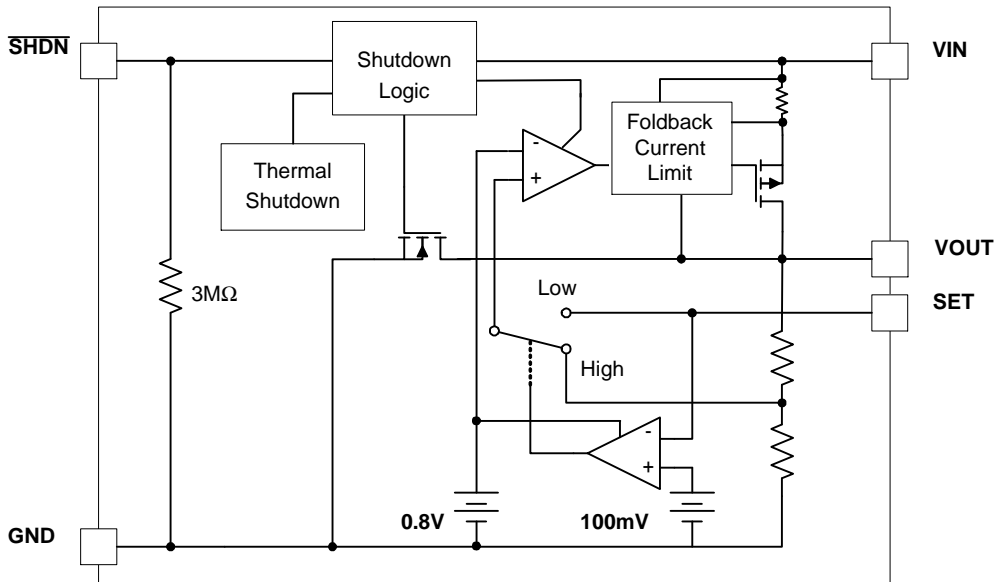 SHDN
Shutdown
Logic
VIN
Foldback
Current
Limit
Thermal
Shutdown
-
+
VOUT
3MΩ
Low
SET
High
-
+
0.8V
100mV
GND